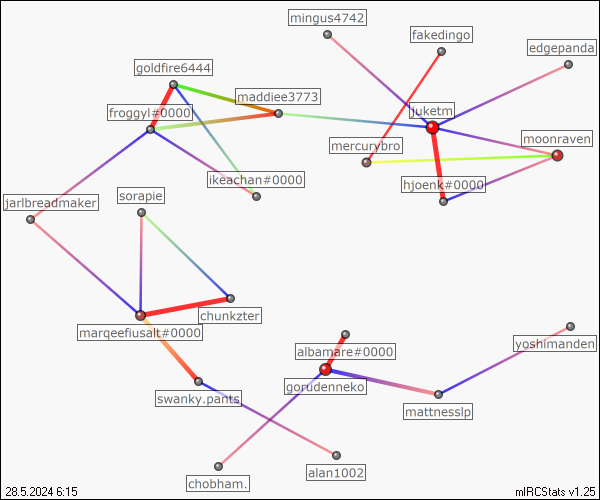 mingus4742
fakedingo
edgepanda
goldfire6444
maddiee3773
froggyl#0000
juketm
mercurybro
moonraven
ikeachan#0000
hjoenk#0000
jarlbreadmaker
sorapie
chunkzter
marqeefiusalt#0000
yoshimanden
albamare#0000
gorudenneko
swanky.pants
mattnesslp
chobham.
alan1002
28.5.2024 6:15
mIRCStats v1.25